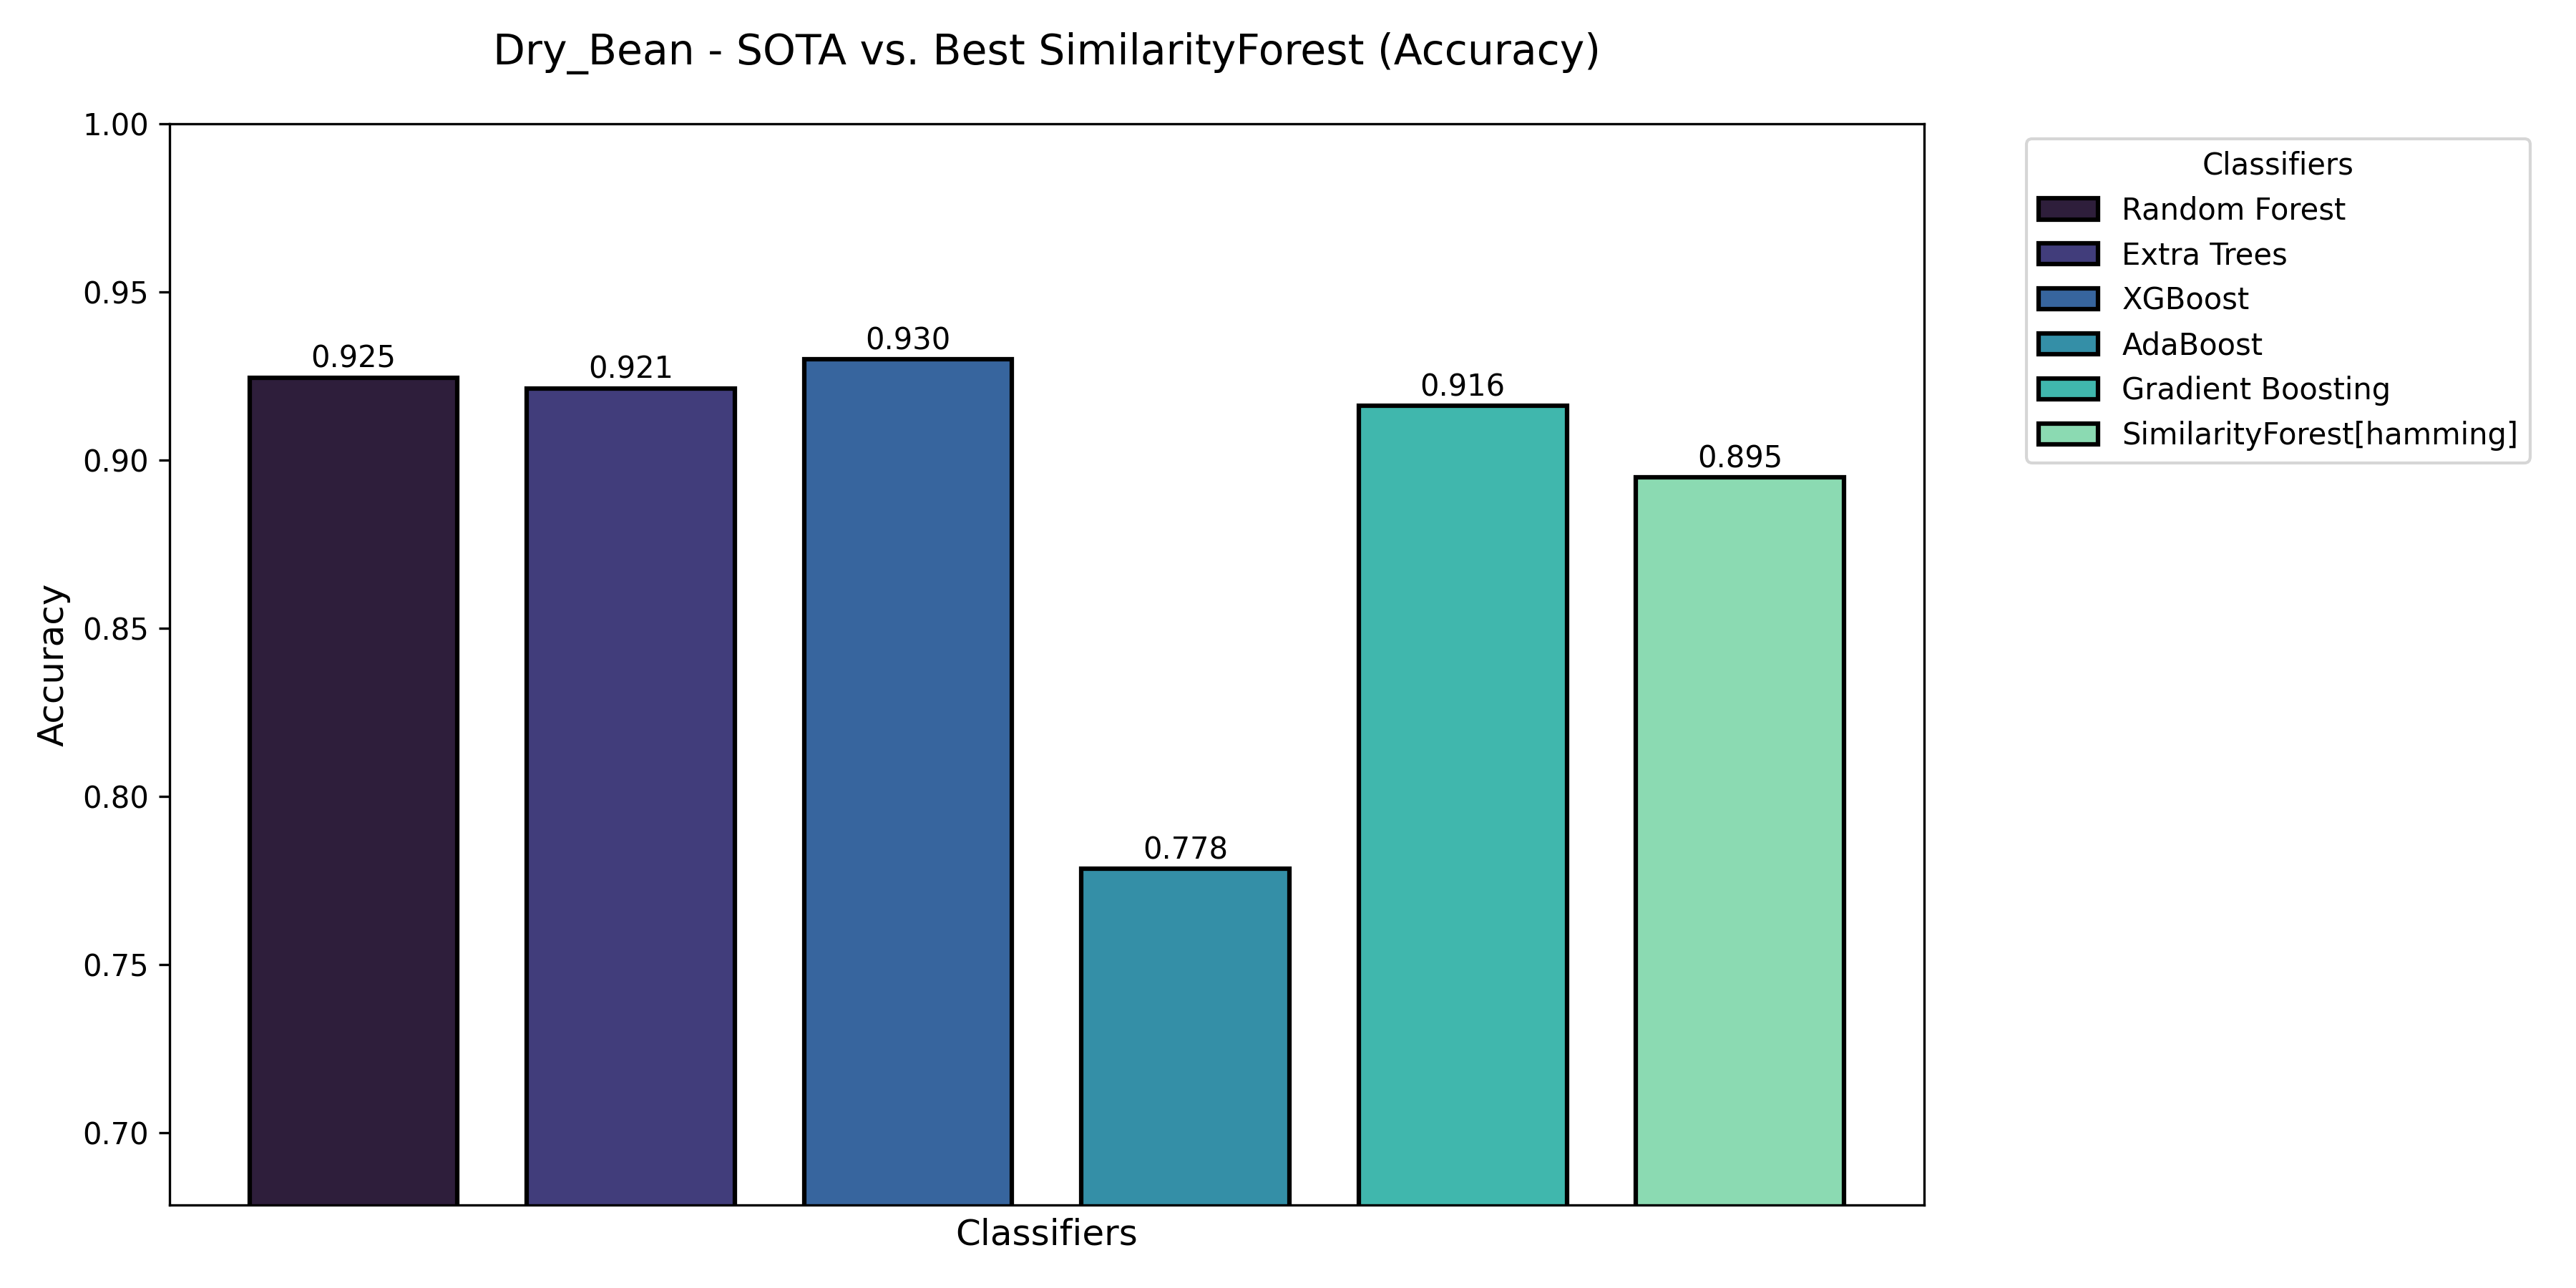 Dry_Bean - SOTA vs. Best SimilarityForest (Accuracy)
1.00
0.95
0.90
0.85
0.80
0.75
0.70
Accuracy
0.925
0.921
0.930
0.778
0.916
0.895
Classifiers
Classifiers
Random Forest
Extra Trees
XGBoost
AdaBoost
Gradient Boosting
SimilarityForest[hamming]